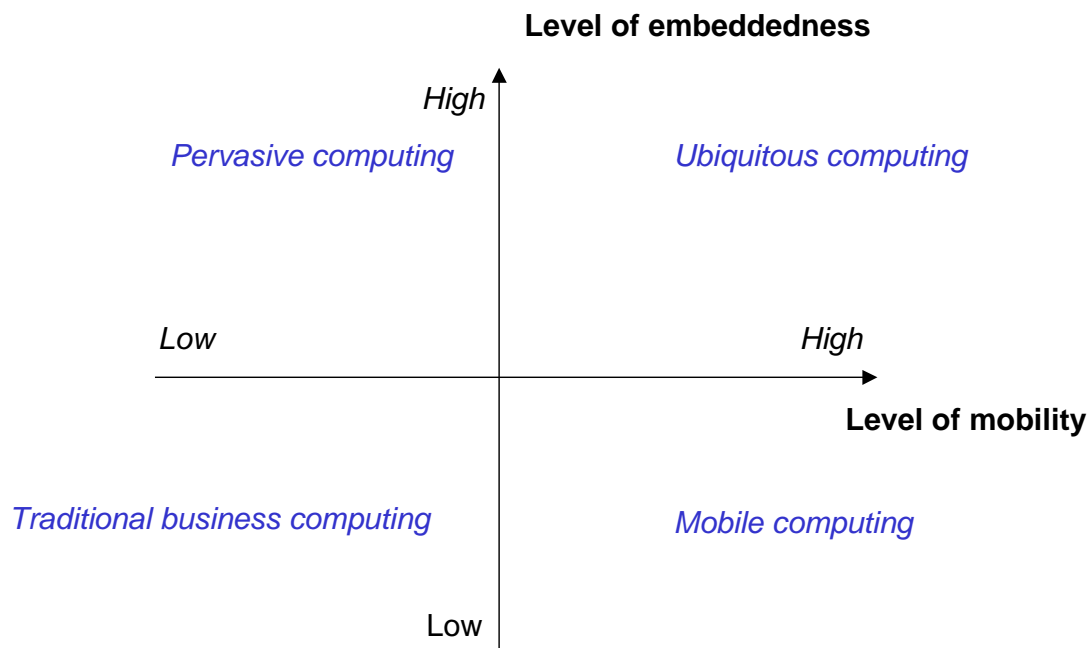 Level of embeddedness
High
Pervasive computing
Ubiquitous computing
Low
High
Level of mobility
Traditional business computing
Mobile computing
Low